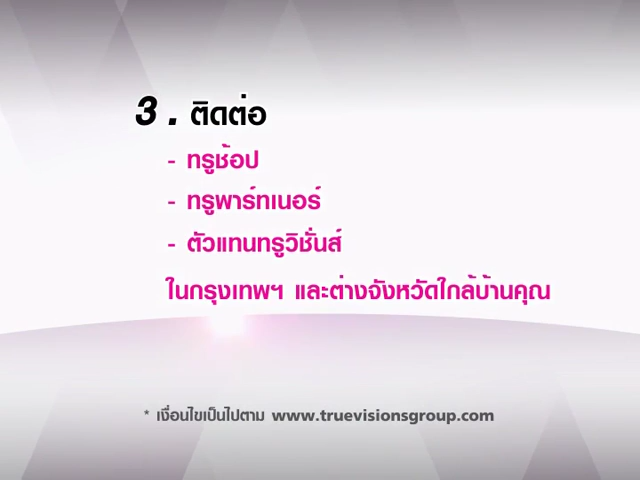 3 . ติดต่อ
- ทรูช้อป
- ทรูพาร์ทเนอร์
- ตัวแทนทรูวิชั่นส์
ในกรุงเทพฯ และต่างจังหวัดใกล้บ้านคุณ
* เงื่อนไขเป็นไปตาม www.truevisionsgroup.com